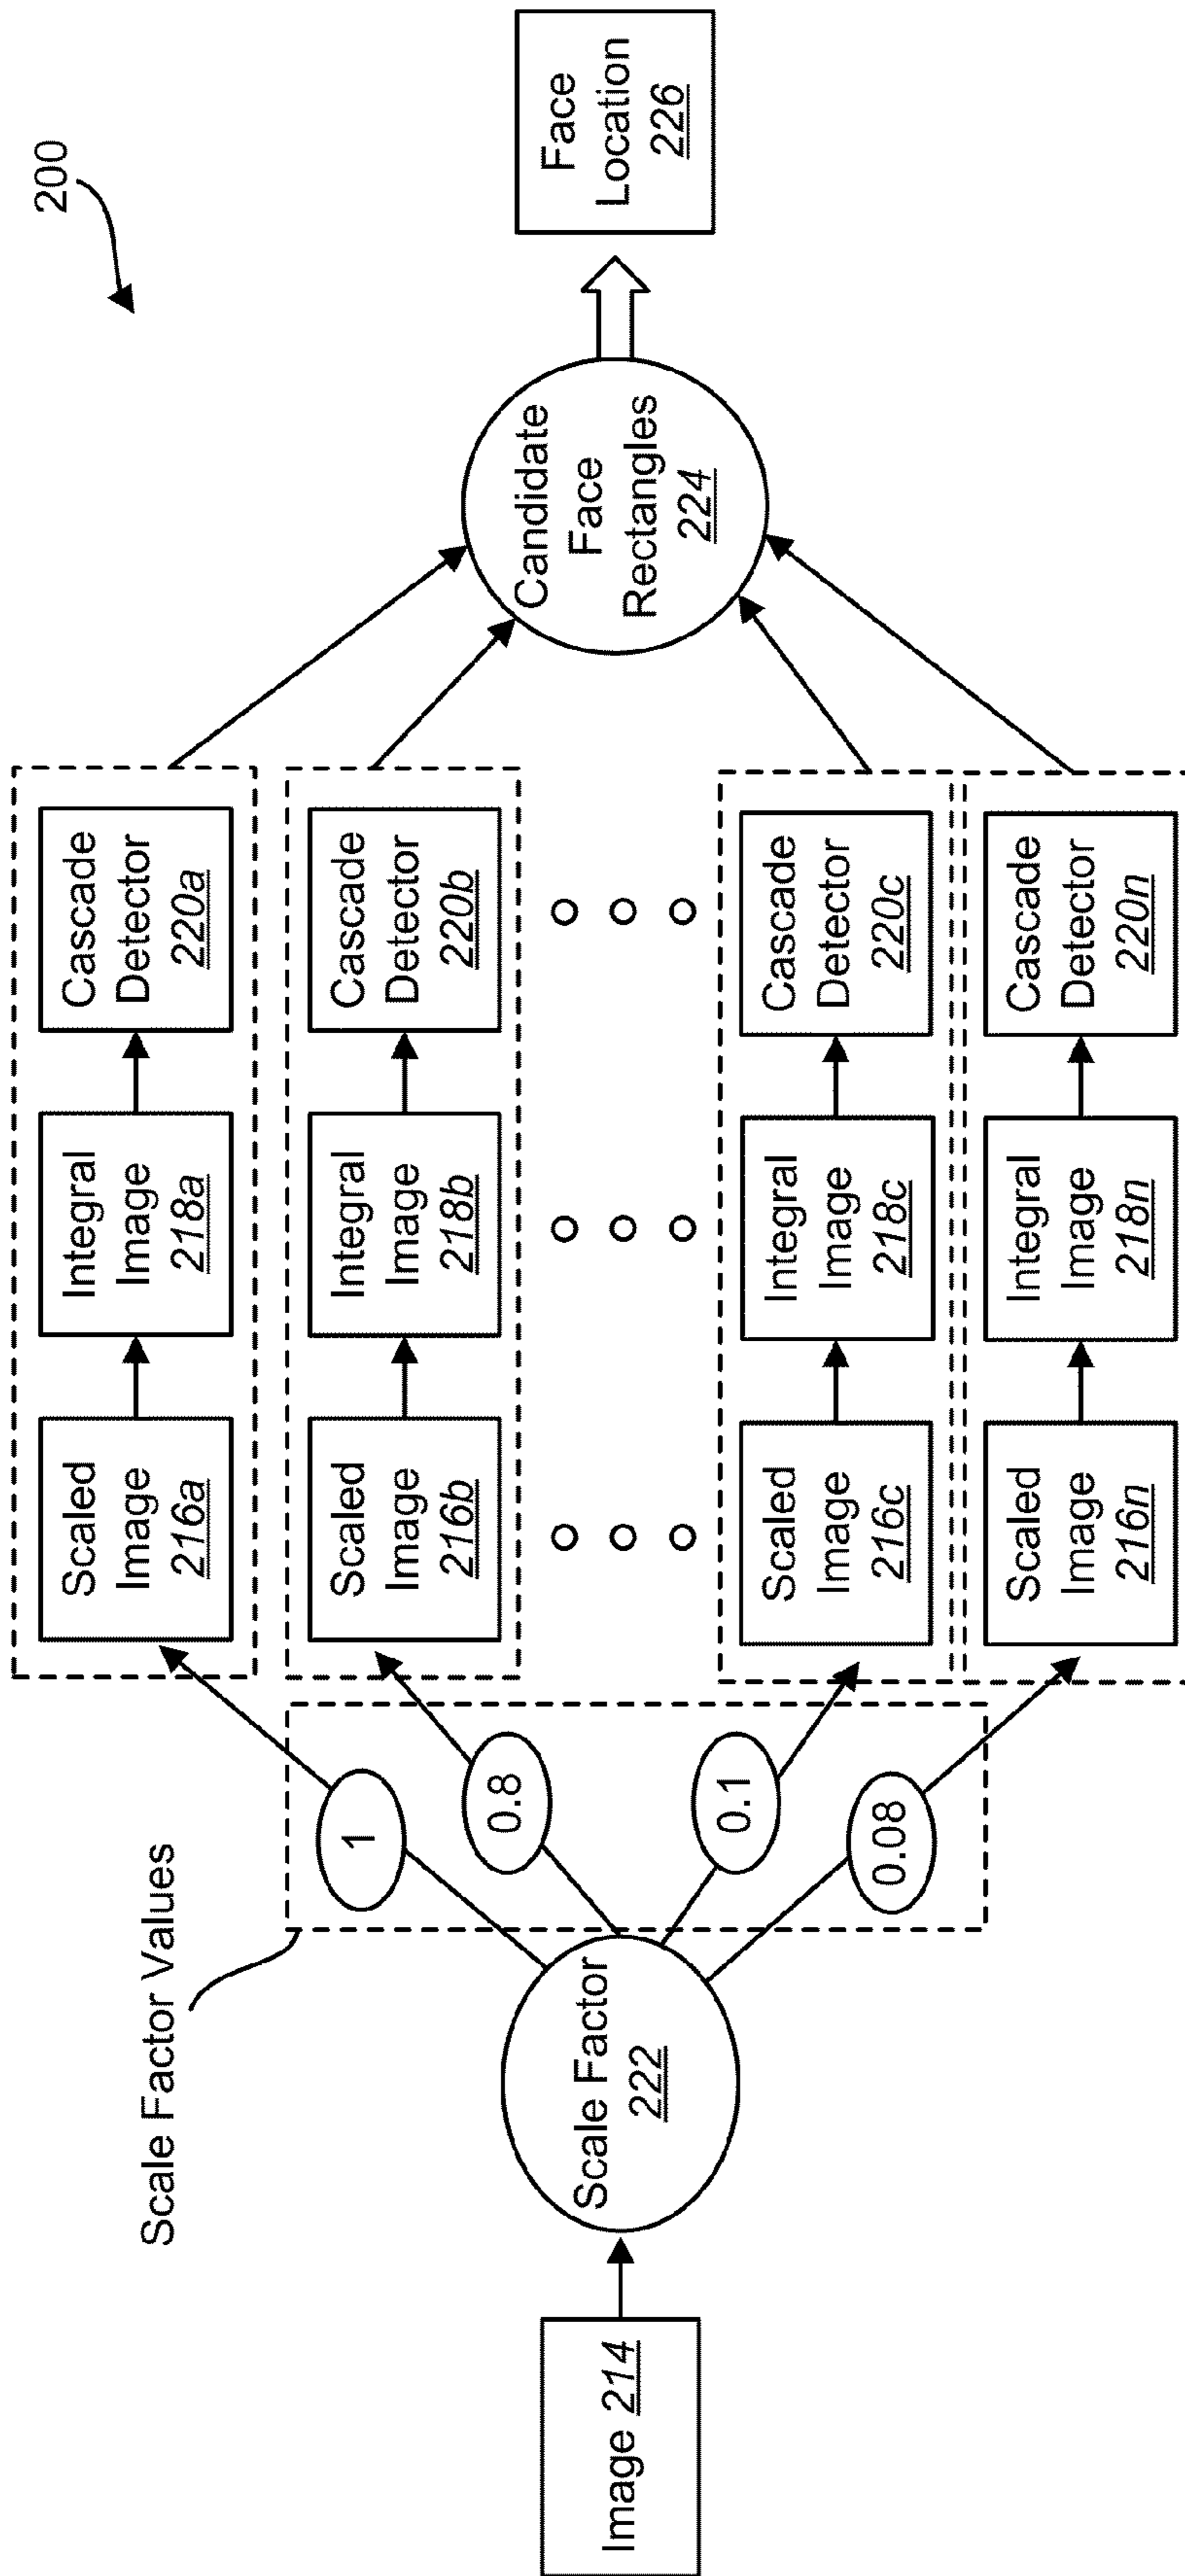 200
Scale Factor Values
Image 214
Scale Factor
222
1
0.8
0.1
0.08
Scaled
Image
216a
Integral
Image
218a
Cascade
Detector
220a
Scaled
Image
216b
Integral
Image
218b
Cascade
Detector
220b
Scaled
Image
216c
Integral
Image
218c
Cascade
Detector
220c
Scaled
Image
216n
Integral
Image
218n
Cascade
Detector
220n
Candidate
Face
Rectangles
224
Face
Location
226